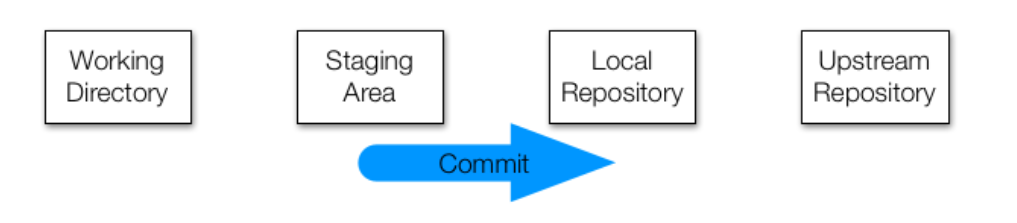 Working
Directory
Staging
Area
Local
Repository
Upstream
Repository
Commit